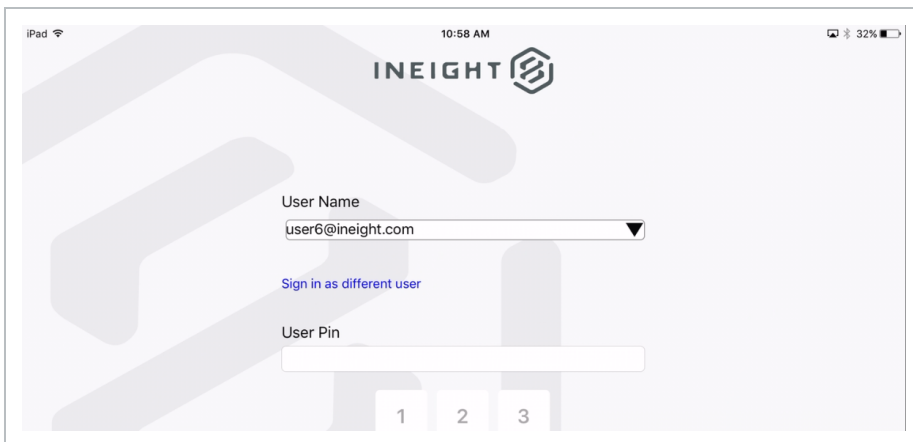 iPad 10:58 AM 32%
INEIGHT
User Name
user6@ineight.com
Sign in as different user
User Pin
1 2 3